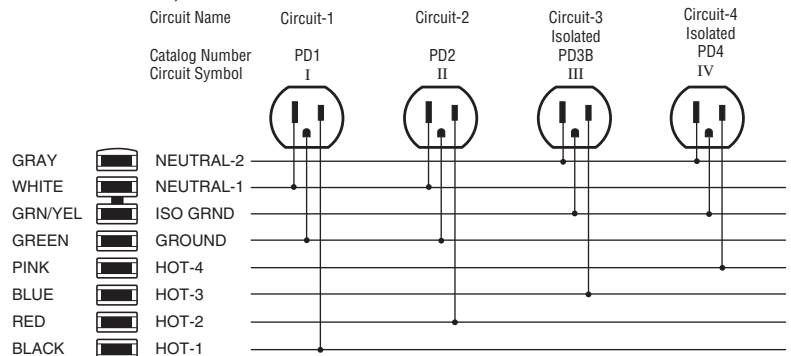 Circuit Name Circuit-1 Circuit-2 Circuit-3 Isolated Circuit-4 Isolated
Catalog Number PD1 PD2 PD3B PD4
Circuit Symbol I II III IV
GRAY NEUTRAL-2
WHITE NEUTRAL-1
GRN/YEL ISO GRND
GREEN GROUND
PINK HOT-4
BLUE HOT-3
RED HOT-2
BLACK HOT-1